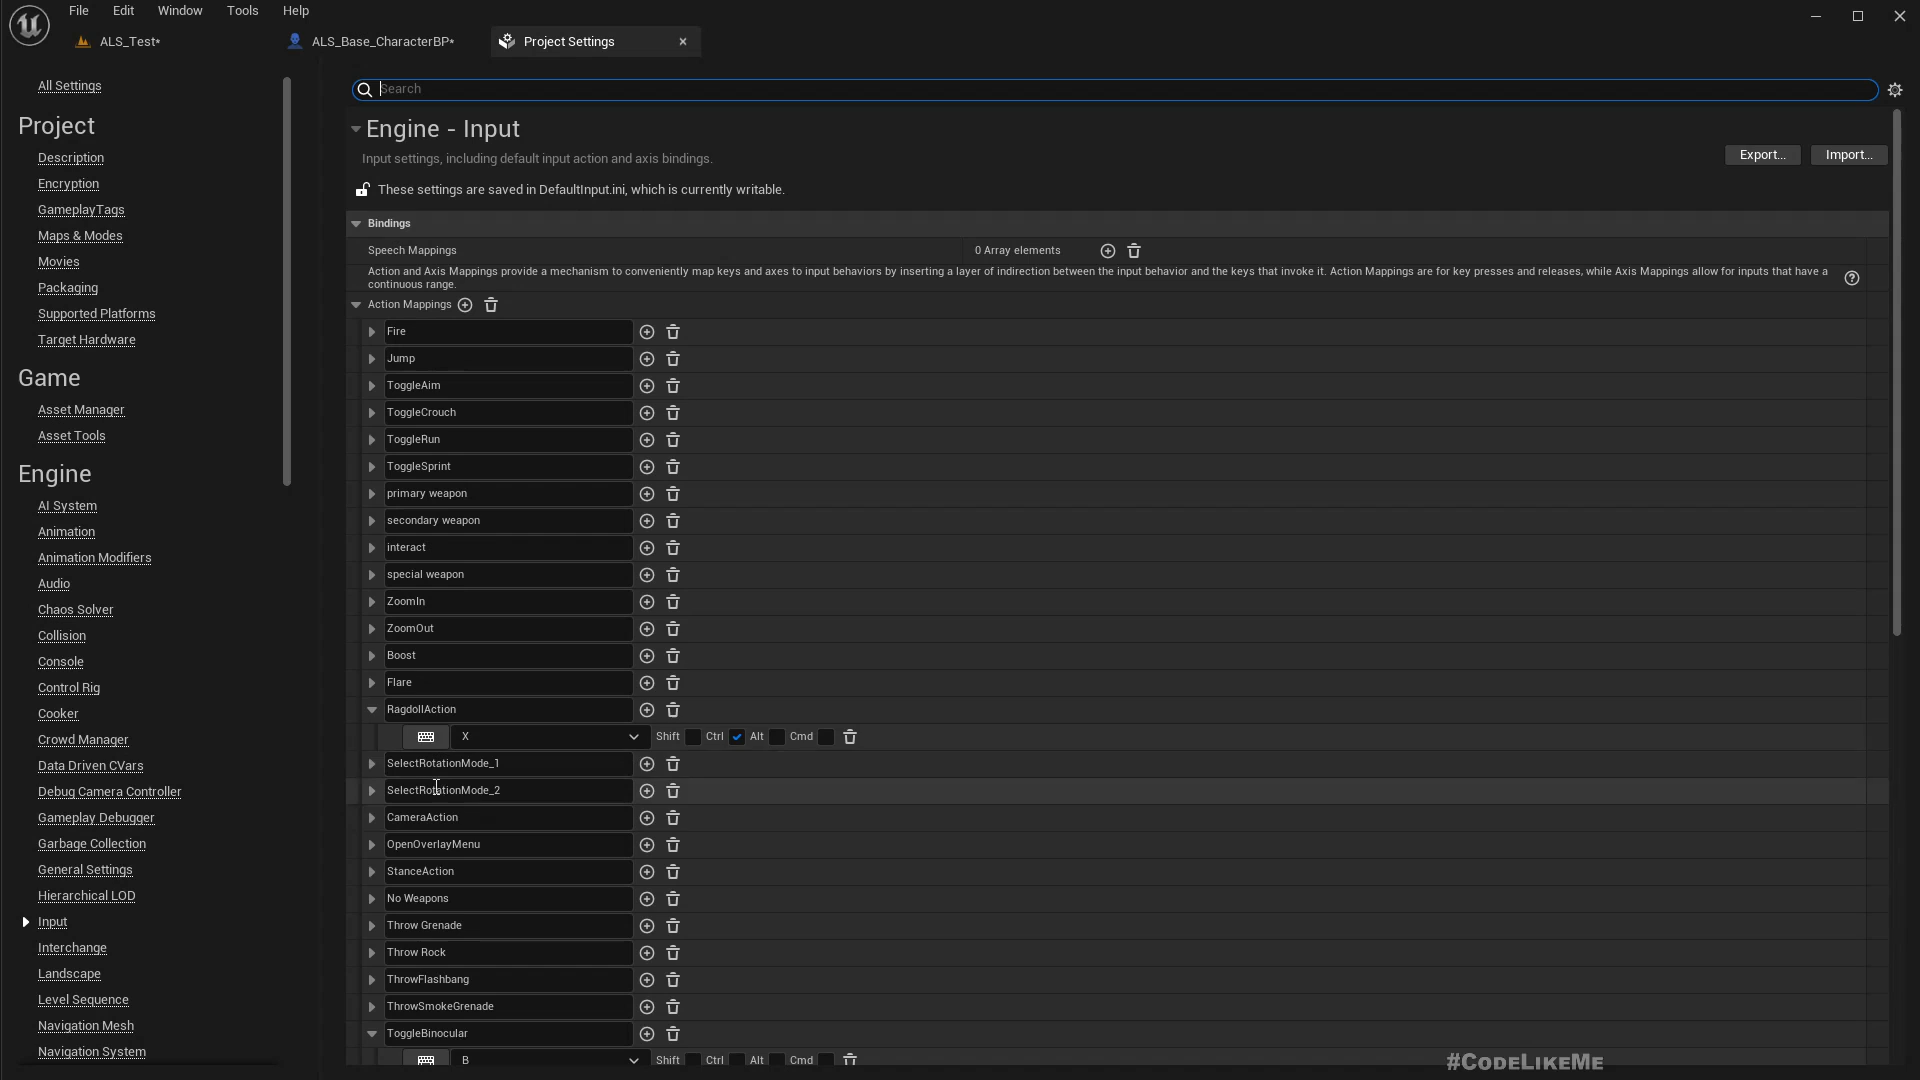 File Edit Window Tools Help
ALS_Test* ALS_Base_CharacterBP* Project Settings
All Settings
Project
Description
Encryption
GameplayTags
Maps & Modes
Movies
Packaging
Supported Platforms
Target Hardware
Game
Asset Manager
Asset Tools
Engine
AI System
Animation
Animation Modifiers
Audio
Chaos Solver
Collision
Console
Control Rig
Cooker
Crowd Manager
Data Driven CVars
Debug Camera Controller
Gameplay Debugger
Garbage Collection
General Settings
Hierarchical LOD
Input
Interchange
Landscape
Level Sequence
Navigation Mesh
Navigation System
Search
Engine - Input
Input settings, including default input action and axis bindings.
Export... Import...
These settings are saved in DefaultInput.ini, which is currently writable.
Bindings
Speech Mappings 0 Array elements
Action and Axis Mappings provide a mechanism to conveniently map keys and axes to input behaviors by inserting a layer of indirection between the input behavior and the keys that invoke it. Action Mappings are for key presses and releases, while Axis Mappings allow for inputs that have a
continuous range.
Action Mappings
Fire
Jump
ToggleAim
ToggleCrouch
ToggleRun
ToggleSprint
primary weapon
secondary weapon
interact
special weapon
ZoomIn
ZoomOut
Boost
Flare
RagdollAction
X Shift Ctrl Alt Cmd
SelectRotationMode_1
SelectRotationMode_2
CameraAction
OpenOverlayMenu
StanceAction
No Weapons
Throw Grenade
Throw Rock
ThrowFlashbang
ThrowSmokeGrenade
ToggleBinocular
B Shift Ctrl Alt Cmd
#CodeLikeMe